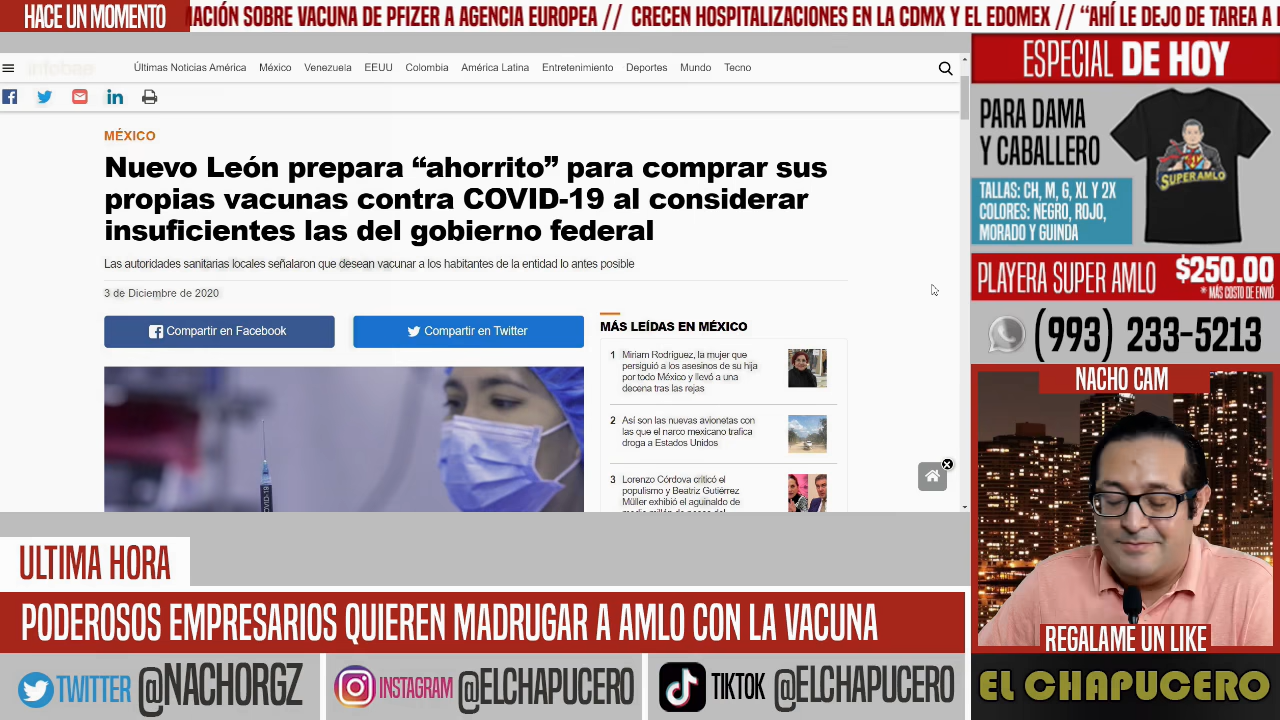 HACE UN MOMENTO
MACIÓN SOBRE VACUNA DE PFIZER A AGENCIA EUROPEA // CRECEN HOSPITALIZACIONES EN LA CDMX Y EL EDOMEX // “AHÍ LE DEJO DE TAREA A
infobae
Últimas Noticias América México Venezuela EEUU Colombia América Latina Entretenimiento Deportes Mundo Tecno
MÉXICO
Nuevo León prepara “ahorrito” para comprar sus
propias vacunas contra COVID-19 al considerar
insuficientes las del gobierno federal
Las autoridades sanitarias locales señalaron que desean vacunar a los habitantes de la entidad lo antes posible
3 de Diciembre de 2020
Compartir en Facebook
Compartir en Twitter
COVID-19
MÁS LEÍDAS EN MÉXICO
1 Miriam Rodríguez, la mujer que
persiguió a los asesinos de su hija
por todo México y llevó a una
decena tras las rejas
2 Así son las nuevas avionetas con
las que el narco mexicano trafica
droga a Estados Unidos
3 Lorenzo Córdova criticó el
populismo y Beatriz Gutiérrez
Müller exhibió el aguinaldo de
ESPECIAL DE HOY
PARA DAMA
Y CABALLERO
TALLAS: CH, M, G, XL Y 2X
COLORES: NEGRO, ROJO,
MORADO Y GUINDA
SUPERAMLO
PLAYERA SUPER AMLO $250.00
* MÁS COSTO DE ENVIÓ
(993) 233-5213
NACHO CAM
REGALAME UN LIKE
EL CHAPUCERO
ULTIMA HORA
PODEROSOS EMPRESARIOS QUIEREN MADRUGAR A AMLO CON LA VACUNA
TWITTER @NACHORGZ
INSTAGRAM @ELCHAPUCERO
TIKTOK @ELCHAPUCERO